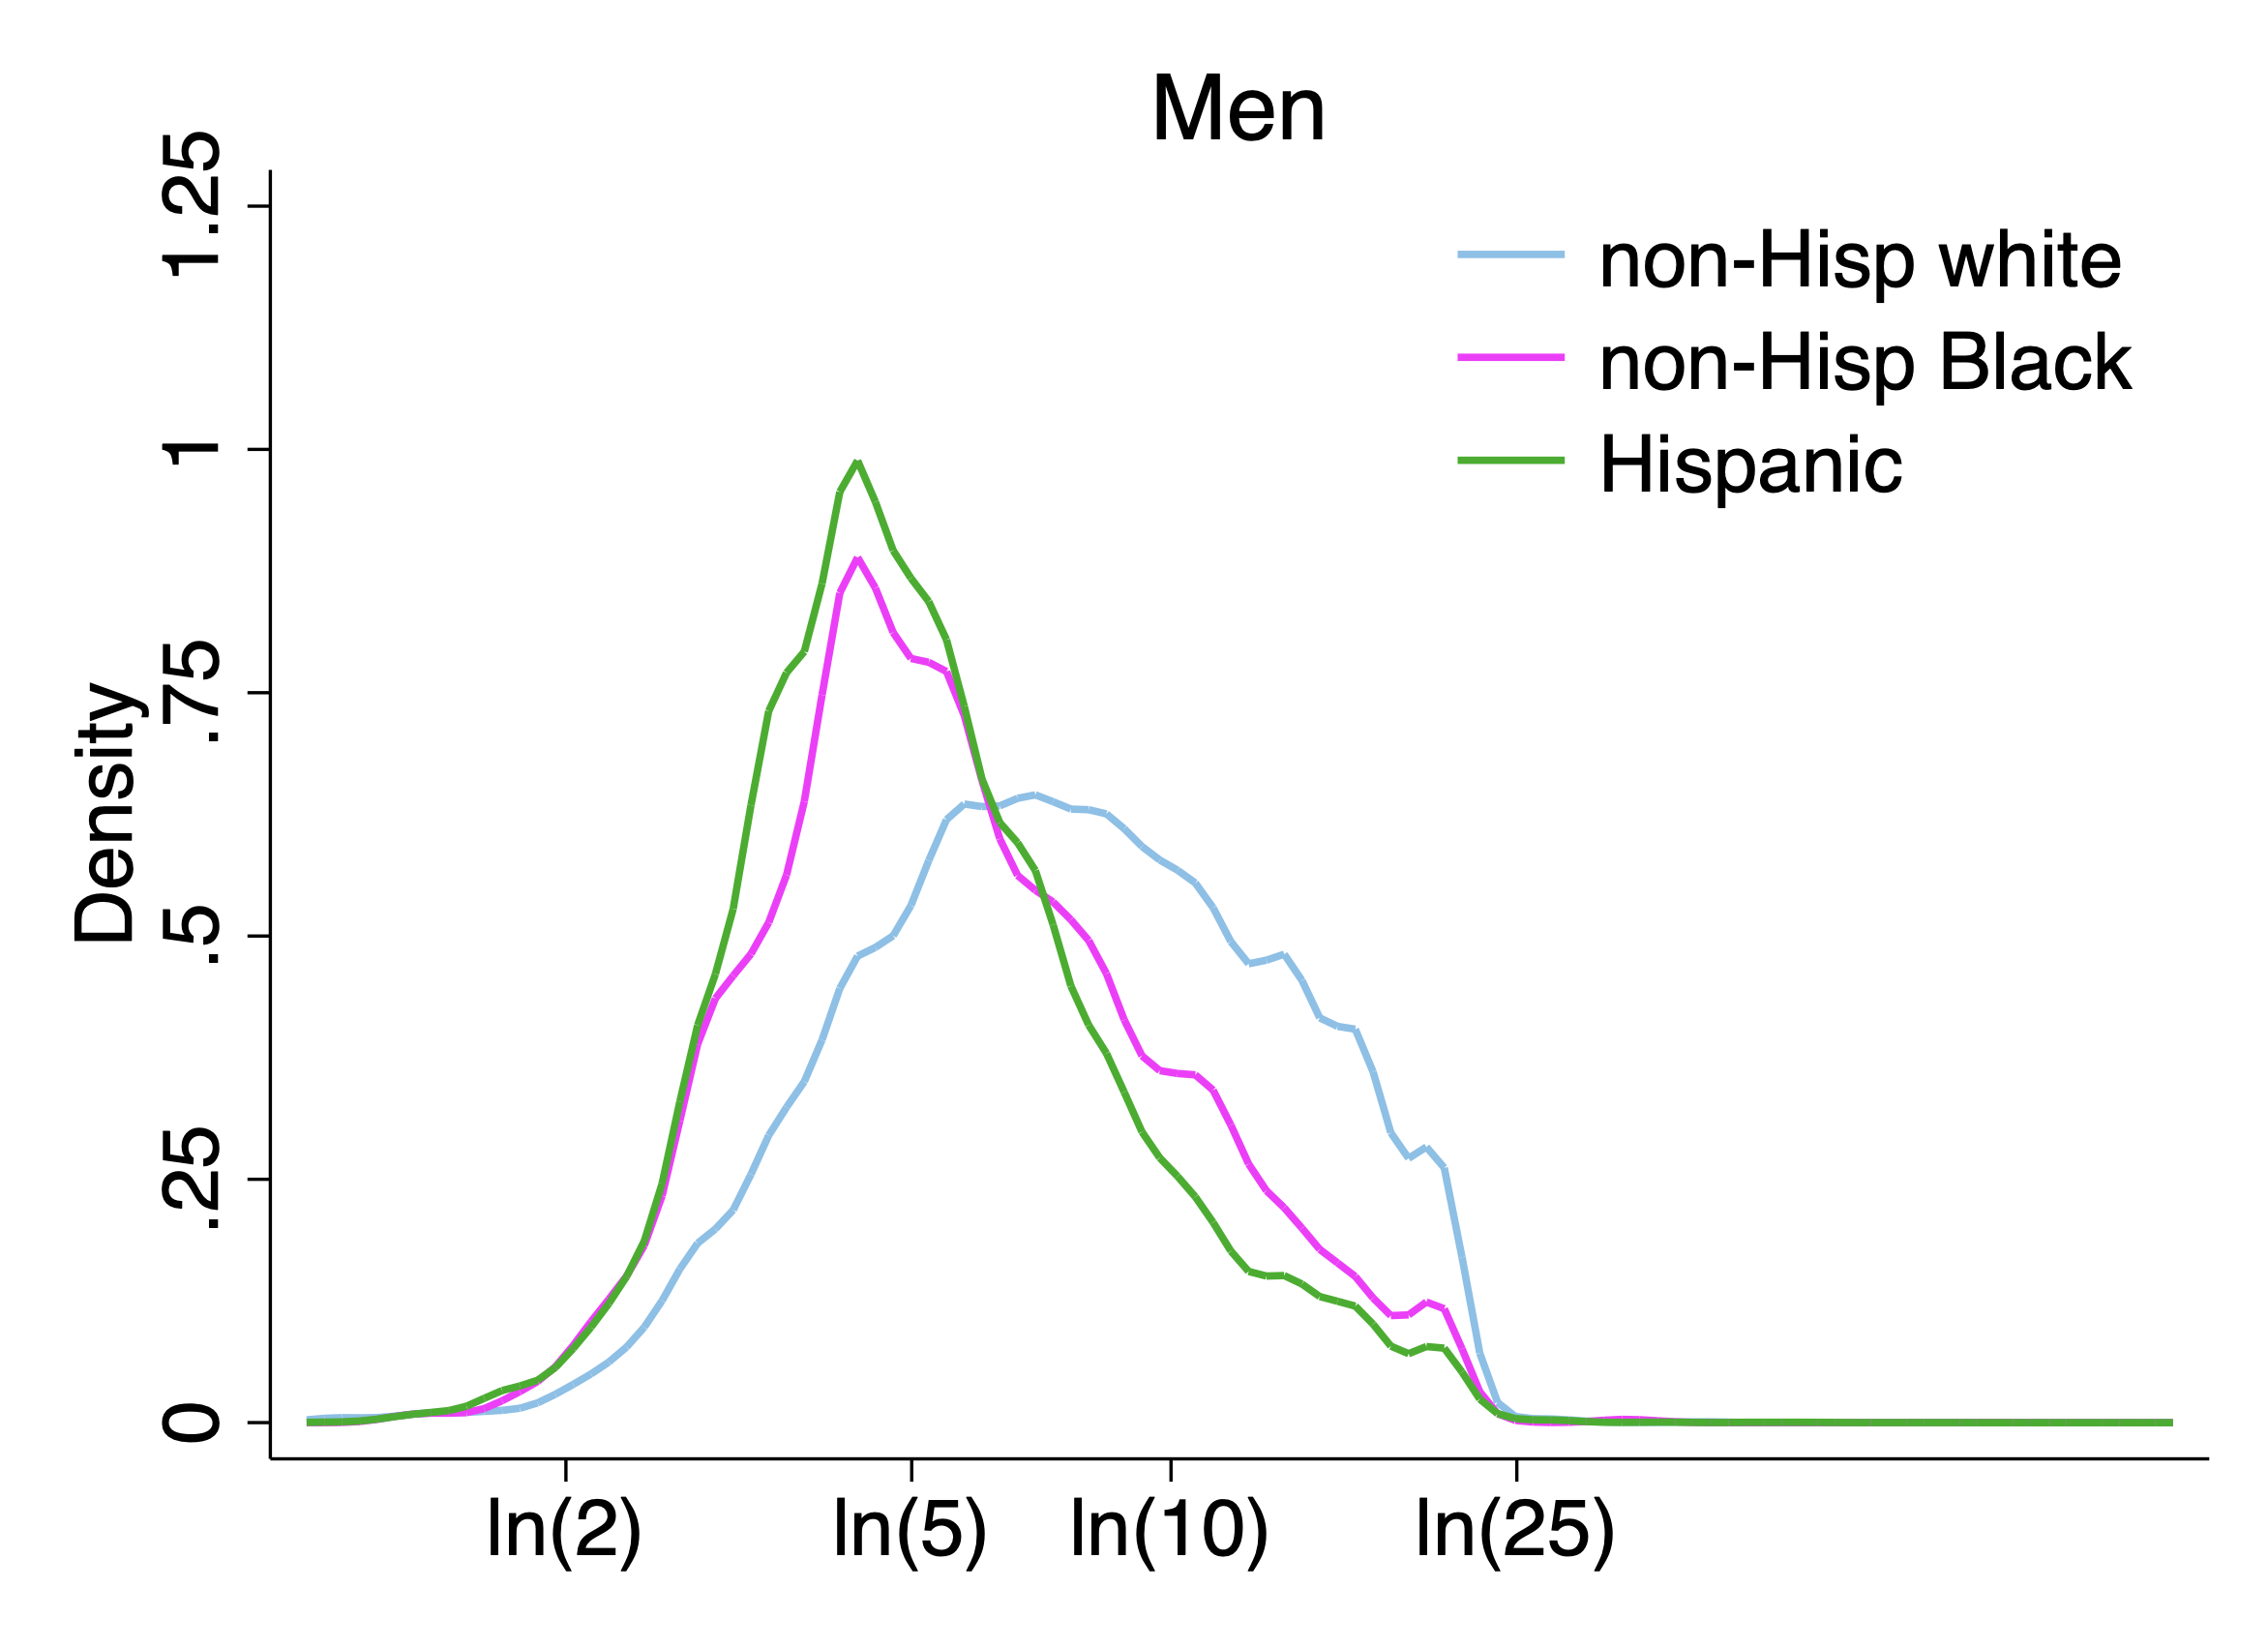 Men
non-Hisp white
non-Hisp Black
Hispanic
Density
1.25
1
.75
.5
.25
0
ln(2)
ln(5)
ln(10)
ln(25)